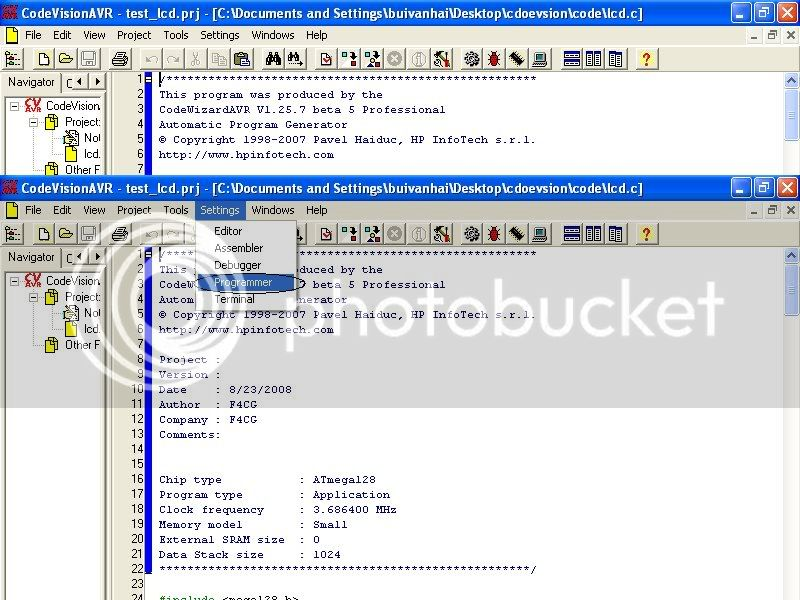 CodeVisionAVR - test_lcd.prj - [C:\Documents and Settings\buivanhai\Desktop\cdoevsion\code\lcd.c]
File Edit View Project Tools Settings Windows Help
Navigator C
CodeVision
Project:
Not
lcd.
Other F
1 /****************************************************
2 This program was produced by the
3 CodeWizardAVR V1.25.7 beta 5 Professional
4 Automatic Program Generator
5 © Copyright 1998-2007 Pavel Haiduc, HP InfoTech s.r.l.
6 http://www.hpinfotech.com
7
CodeVisionAVR - test_lcd.prj - [C:\Documents and Settings\buivanhai\Desktop\cdoevsion\code\lcd.c]
File Edit View Project Tools Settings Windows Help
Editor
Assembler
Debugger
Programmer
Terminal
Navigator C
CodeVision
Project:
Not
lcd.
Other F
1 /****************************************************
2 This oduced by the
3 CodeW 7 beta 5 Professional
4 Autom nerator
5 © Copyright 1998-2007 Pavel Haiduc, HP InfoTech s.r.l.
6 http://www.hpinfotech.com
7
8 Project :
9 Version :
10 Date : 8/23/2008
11 Author : F4CG
12 Company : F4CG
13 Comments:
14
15
16 Chip type : ATmega128
17 Program type : Application
18 Clock frequency : 3.686400 MHz
19 Memory model : Small
20 External SRAM size : 0
21 Data Stack size : 1024
22 *****************************************************/
23
24 #include <mega128.h>
photobucket